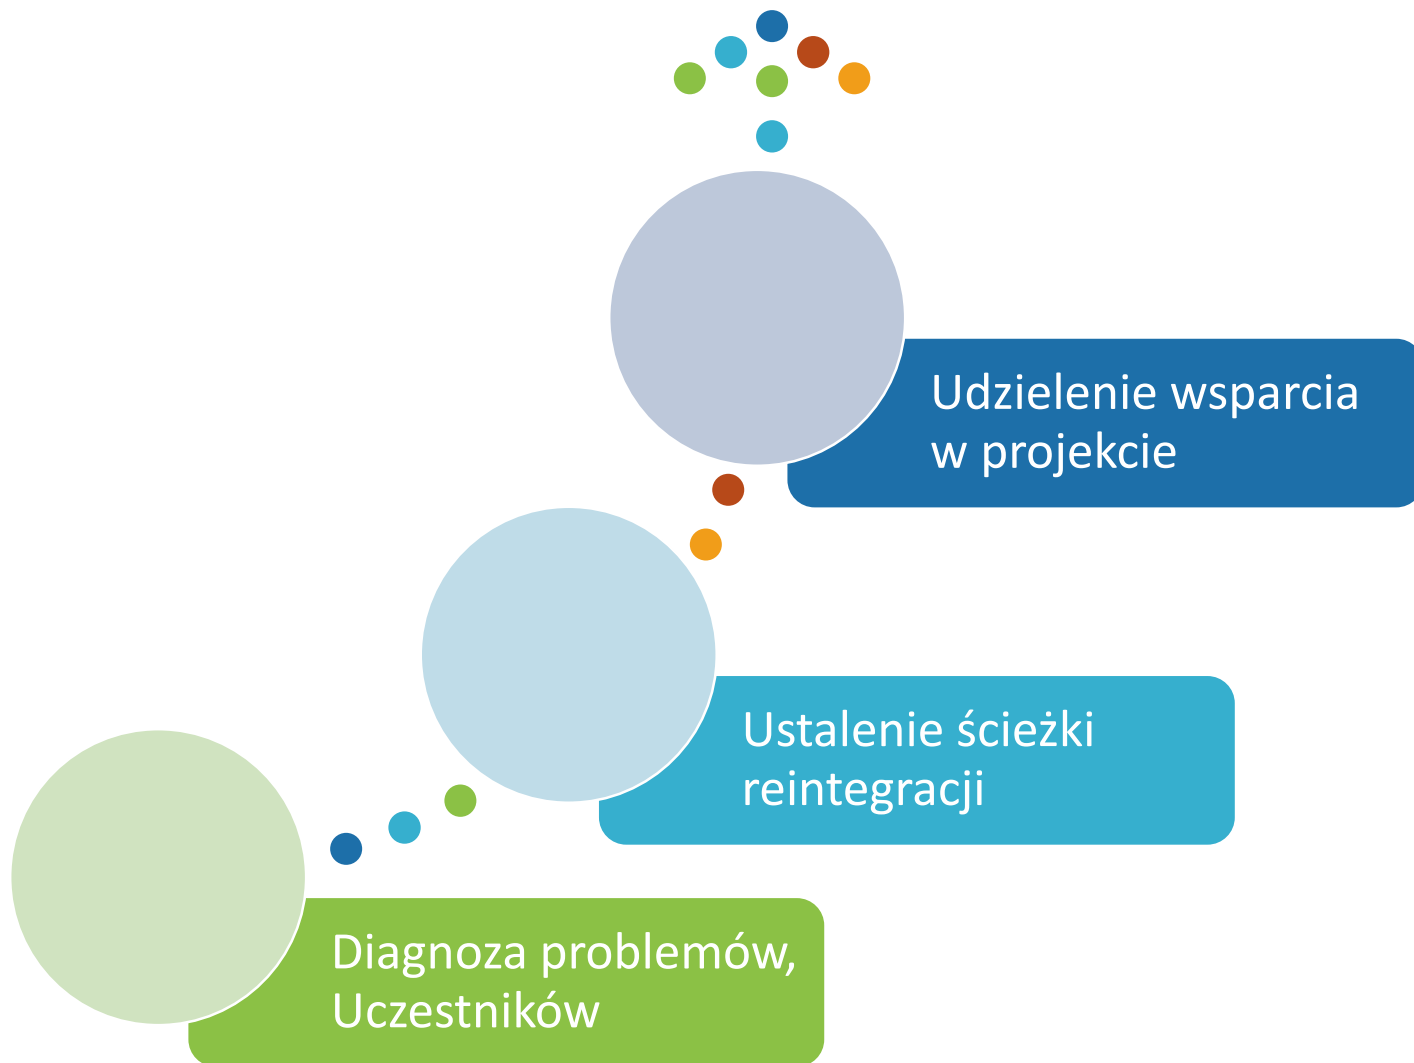 Udzielenie wsparcia
w projekcie
Ustalenie ścieżki
reintegracji
Diagnoza problemów,
Uczestników